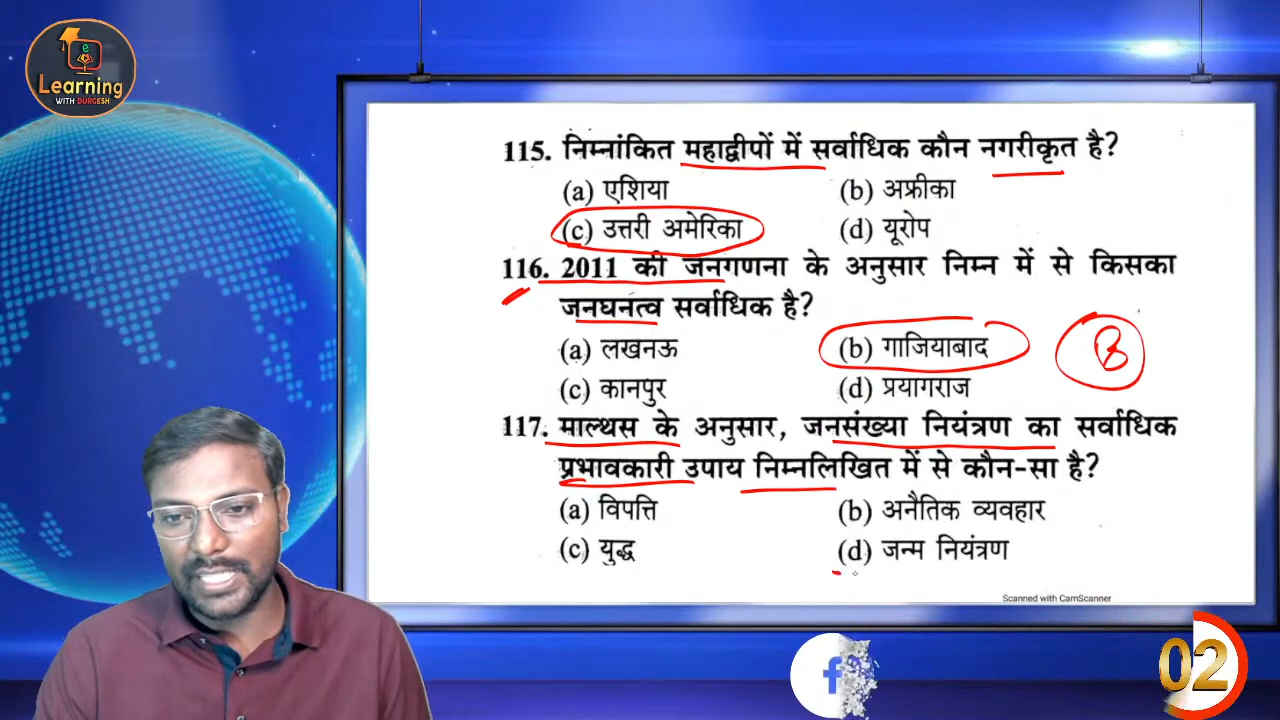 e
Learning
WITH DURGESH
115. निम्नांकित महाद्वीपों में सर्वाधिक कौन नगरीकृत है?
(a) एशिया (b) अफ्रीका
(c) उत्तरी अमेरिका (d) यूरोप
116. 2011 की जनगणना के अनुसार निम्न में से किसका
जनघनत्व सर्वाधिक है?
(a) लखनऊ (b) गाजियाबाद
B
(c) कानपुर (d) प्रयागराज
117. माल्थस के अनुसार, जनसंख्या नियंत्रण का सर्वाधिक
प्रभावकारी उपाय निम्नलिखित में से कौन-सा है?
(a) विपत्ति (b) अनैतिक व्यवहार
(c) युद्ध (d) जन्म नियंत्रण
Scanned with CamScanner
f
02